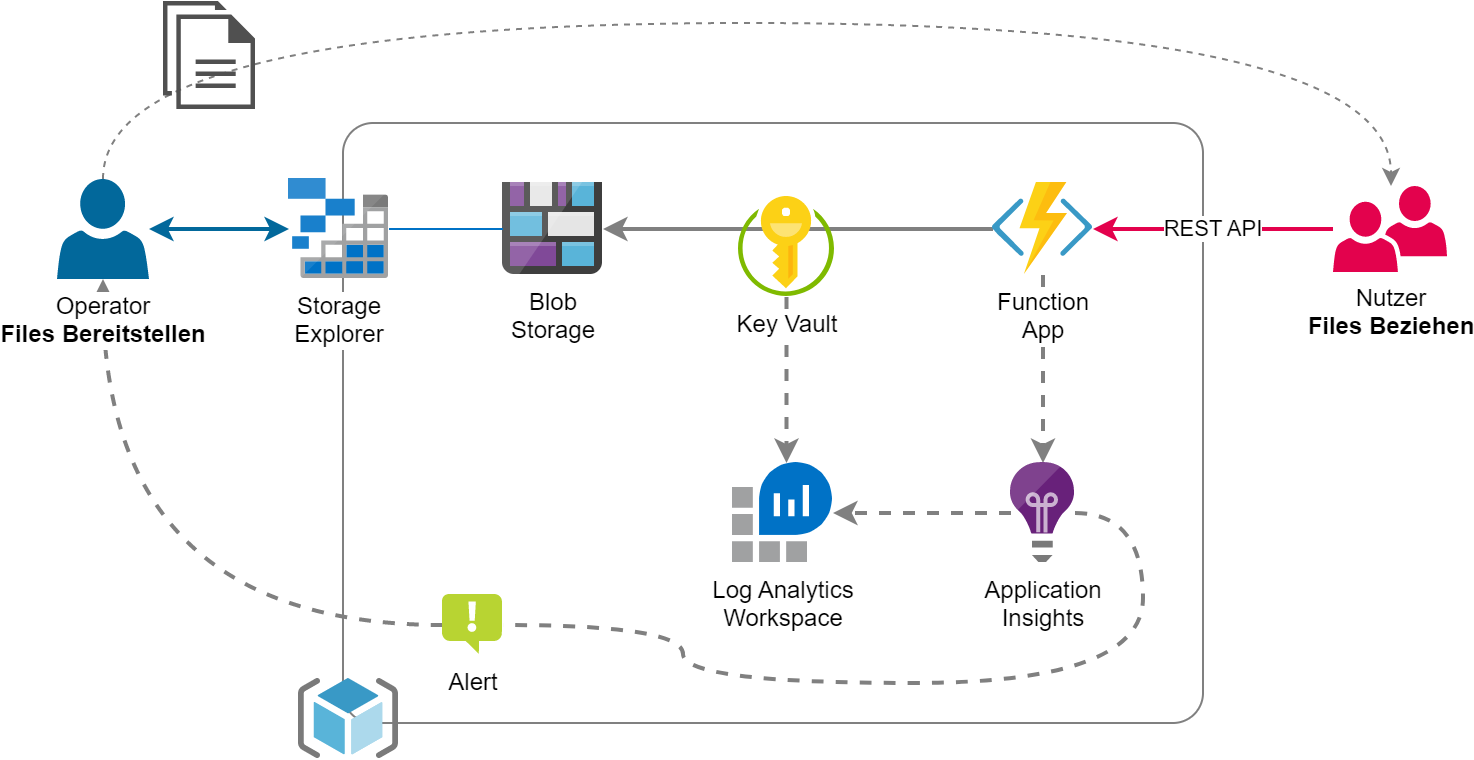 REST API
Operator
Files Bereitstellen
Storage
Explorer
Blob
Storage
Key Vault
Function
App
Nutzer
Files Beziehen
Log Analytics
Workspace
Application
Insights
Alert